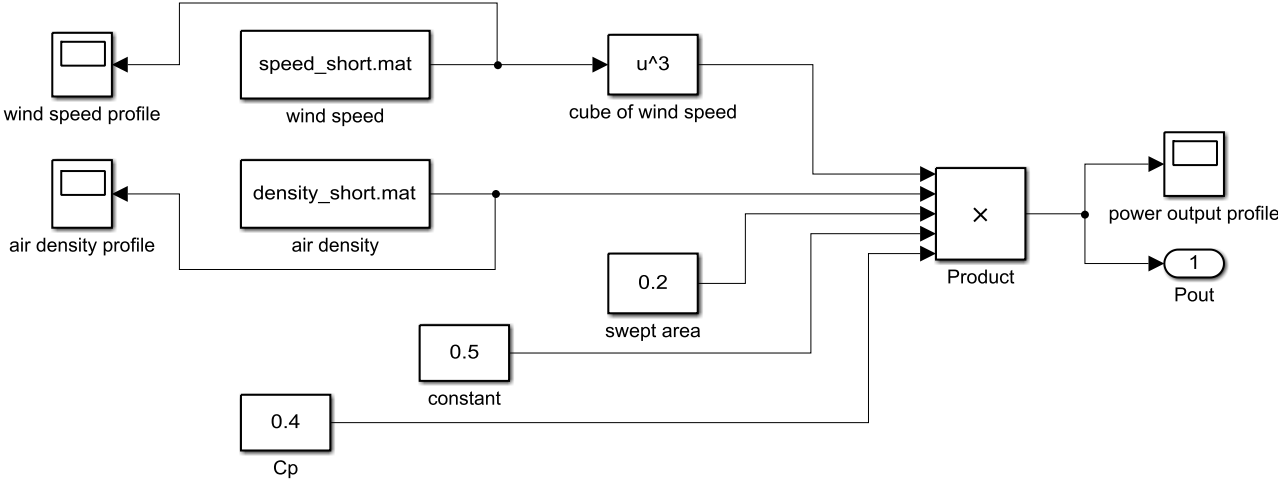 speed_short.mat
u^3
wind speed profile
wind speed
cube of wind speed
density_short.mat
×
power output profile
air density profile
air density
0.2
Product
1
Pout
swept area
0.5
constant
0.4
Cp